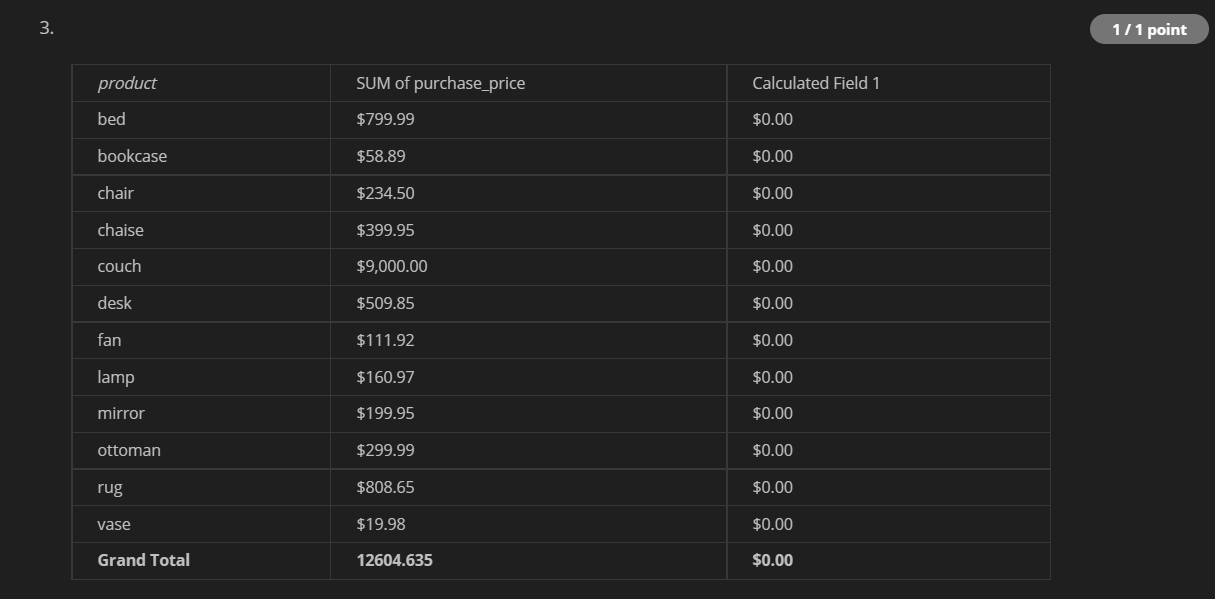 3.
1 / 1 point
product SUM of purchase_price Calculated Field 1
bed $799.99 $0.00
bookcase $58.89 $0.00
chair $234.50 $0.00
chaise $399.95 $0.00
couch $9,000.00 $0.00
desk $509.85 $0.00
fan $111.92 $0.00
lamp $160.97 $0.00
mirror $199.95 $0.00
ottoman $299.99 $0.00
rug $808.65 $0.00
vase $19.98 $0.00
Grand Total 12604.635 $0.00